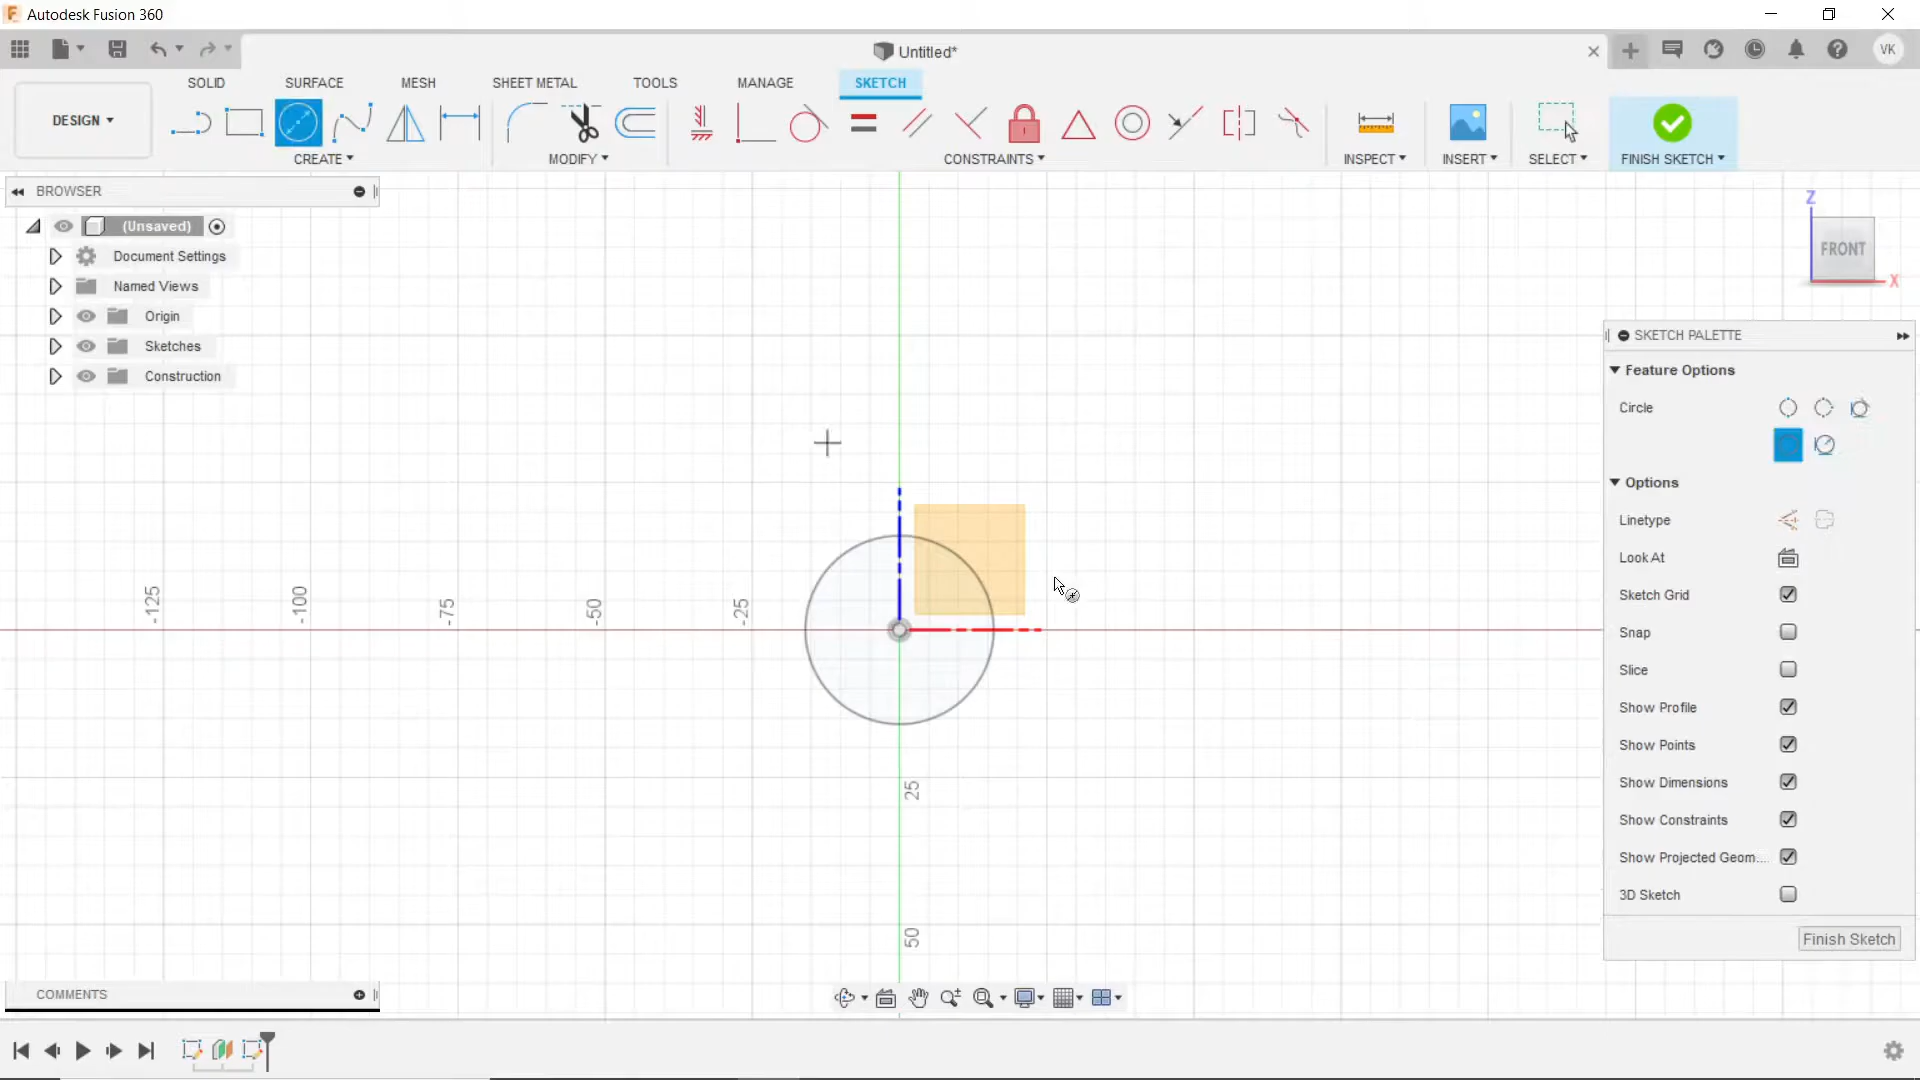 Autodesk Fusion 360
Untitled*
VK
DESIGN
SOLID
SURFACE
MESH
SHEET METAL
TOOLS
MANAGE
SKETCH
CREATE
MODIFY
CONSTRAINTS
INSPECT
INSERT
SELECT
FINISH SKETCH
BROWSER
(Unsaved)
Document Settings
Named Views
Origin
Sketches
Construction
Z
FRONT
X
-125
-100
-75
-50
-25
25
50
SKETCH PALETTE
Feature Options
Circle
Options
Linetype
Look At
Sketch Grid
Snap
Slice
Show Profile
Show Points
Show Dimensions
Show Constraints
Show Projected Geom....
3D Sketch
Finish Sketch
COMMENTS